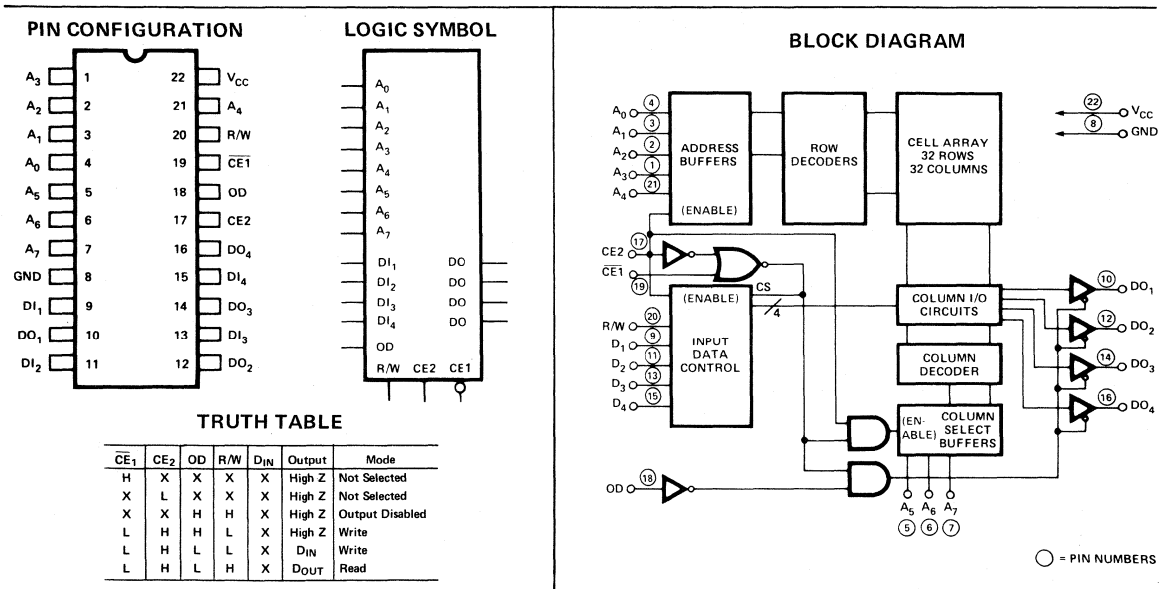 PIN CONFIGURATION
A3 1 22 VCC
A2 2 21 A4
A1 3 20 R/W
A0 4 19 C̅E̅1̅
A5 5 18 OD
A6 6 17 CE2
A7 7 16 DO4
GND 8 15 DI4
DI1 9 14 DO3
DO1 10 13 DI3
DI2 11 12 DO2
LOGIC SYMBOL
A0
A1
A2
A3
A4
A5
A6
A7
DI1 DO
DI2 DO
DI3 DO
DI4 DO
OD
R/W CE2 CE1
TRUTH TABLE
C̅E̅1 CE2 OD R/W DIN Output Mode
H X X X X High Z Not Selected
X L X X X High Z Not Selected
X X H H X High Z Output Disabled
L H H L X High Z Write
L H L L X DIN Write
L H L H X DOUT Read
BLOCK DIAGRAM
A0 4
A1 3
A2 2
A3 1
A4 21
ADDRESS
BUFFERS
(ENABLE)
ROW
DECODERS
CELL ARRAY
32 ROWS
32 COLUMNS
22 VCC
8 GND
CE2 17
C̅E̅1̅ 19
CS
4
(ENABLE)
INPUT
DATA
CONTROL
R/W 20
D1 9
D2 11
D3 13
D4 15
COLUMN I/O
CIRCUITS
COLUMN
DECODER
(EN-
ABLE)
COLUMN
SELECT
BUFFERS
10 DO1
12 DO2
14 DO3
16 DO4
OD 18
A5 A6 A7
5 6 7
= PIN NUMBERS